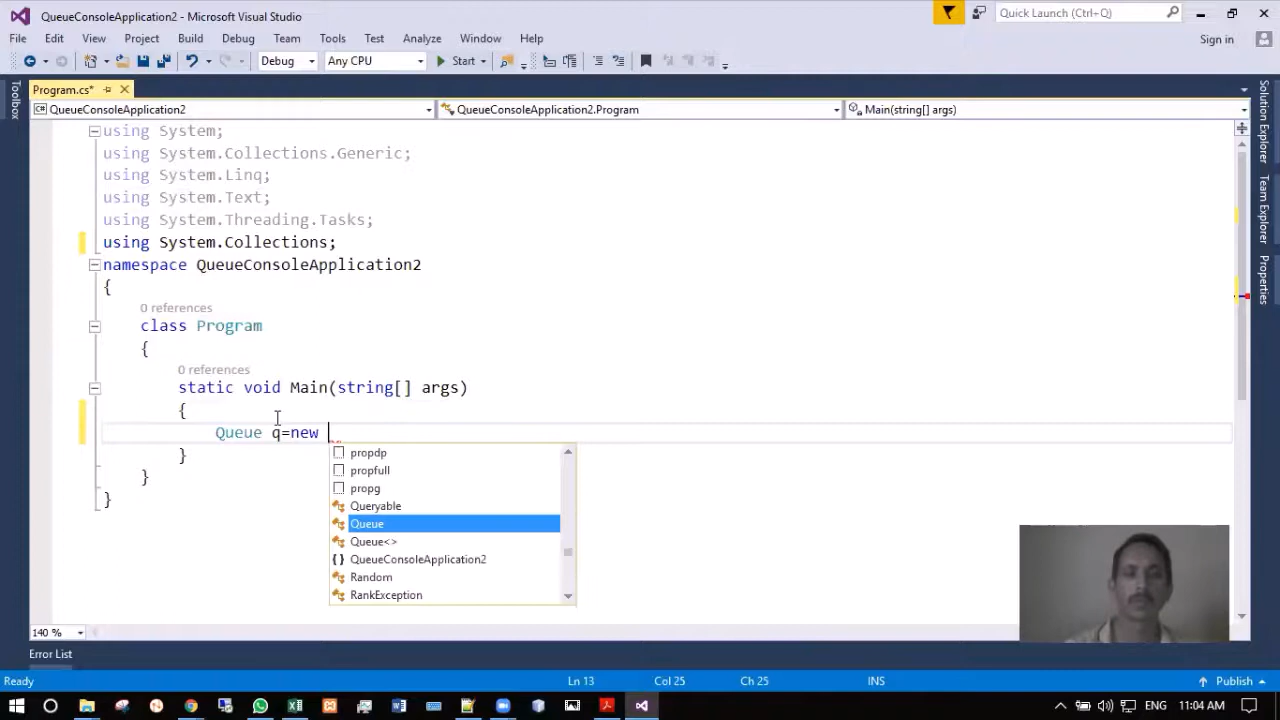 QueueConsoleApplication2 - Microsoft Visual Studio
Quick Launch (Ctrl+Q)
File Edit View Project Build Debug Team Tools Test Analyze Window Help
Sign in
Debug Any CPU Start
Program.cs*
Toolbox
QueueConsoleApplication2 QueueConsoleApplication2.Program Main(string[] args)
Solution Explorer
Team Explorer
Properties
using System;
using System.Collections.Generic;
using System.Linq;
using System.Text;
using System.Threading.Tasks;
using System.Collections;
namespace QueueConsoleApplication2
{
0 references
class Program
{
0 references
static void Main(string[] args)
{
Queue q=new
}
}
}
propdp
propfull
propg
Queryable
Queue
Queue<>
{ } QueueConsoleApplication2
Random
RankException
140 %
Error List
Ready Ln 13 Col 25 Ch 25 INS Publish
ENG 11:04 AM